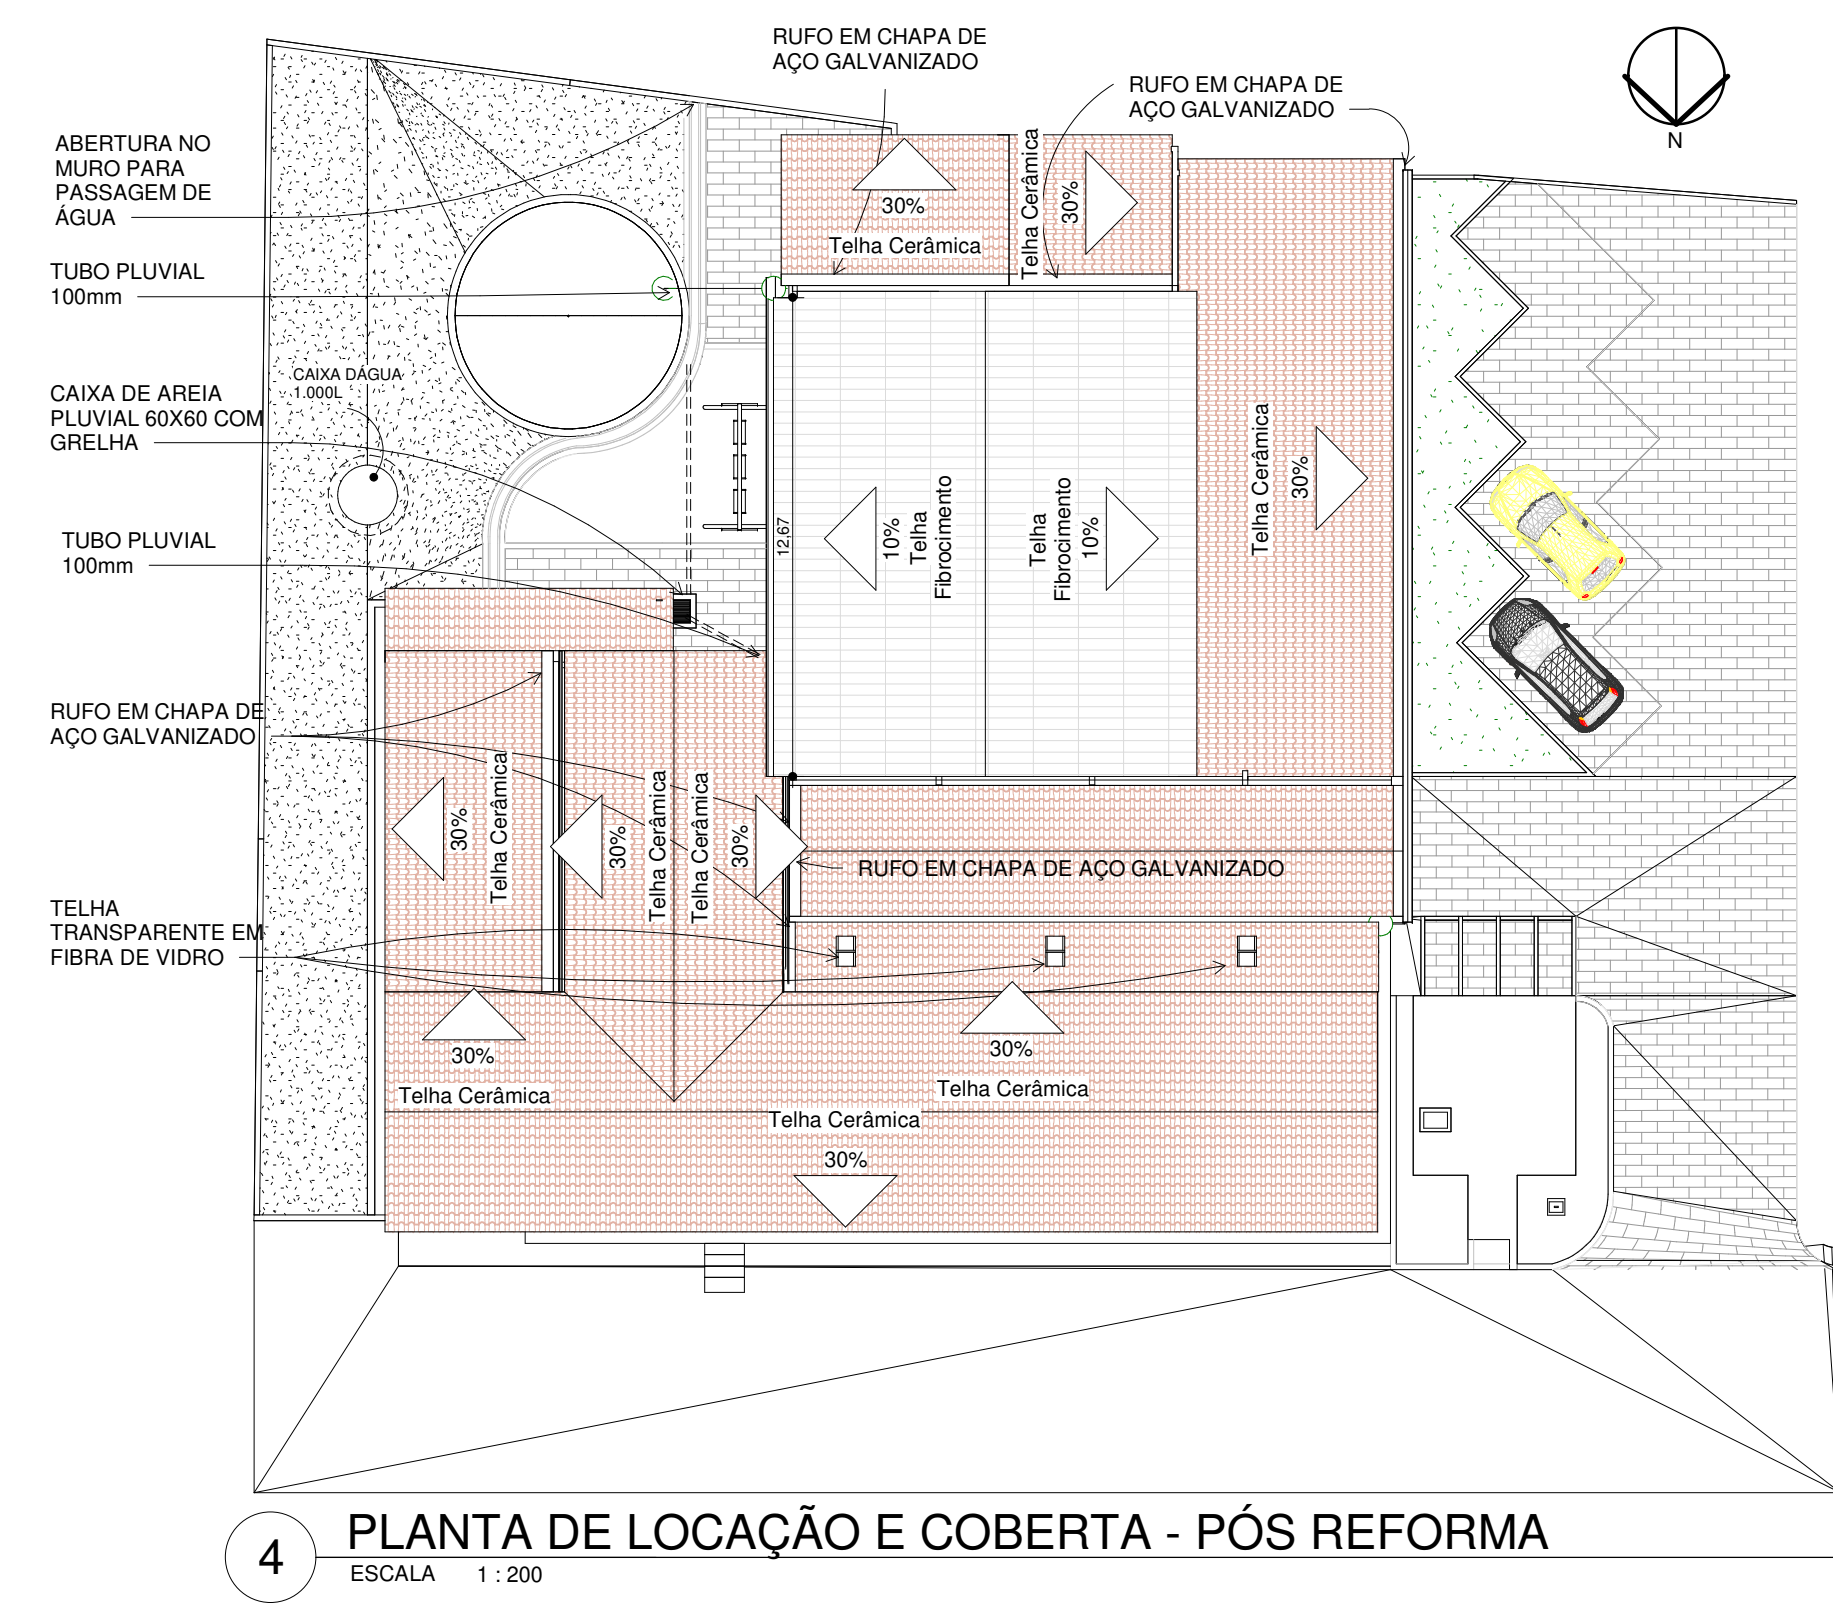 RUFO EM CHAPA DE
AÇO GALVANIZADO
RUFO EM CHAPA DE
AÇO GALVANIZADO
N
ABERTURA NO
MURO PARA
PASSAGEM DE
ÁGUA
Telha Cerâmica
30%
30%
Telha Cerâmica
TUBO PLUVIAL
100mm
CAIXA DÁGUA
1.000L
CAIXA DE AREIA
PLUVIAL 60X60 COM
GRELHA
12,67
10%
Telha
Fibrocimento
Telha
Fibrocimento
10%
Telha Cerâmica
30%
TUBO PLUVIAL
100mm
RUFO EM CHAPA DE
AÇO GALVANIZADO
30%
Telha Cerâmica
30%
Telha Cerâmica
Telha Cerâmica
30%
RUFO EM CHAPA DE AÇO GALVANIZADO
TELHA
TRANSPARENTE EM
FIBRA DE VIDRO
30%
Telha Cerâmica
30%
Telha Cerâmica
Telha Cerâmica
30%
4
PLANTA DE LOCAÇÃO E COBERTA - PÓS REFORMA
ESCALA 1 : 200